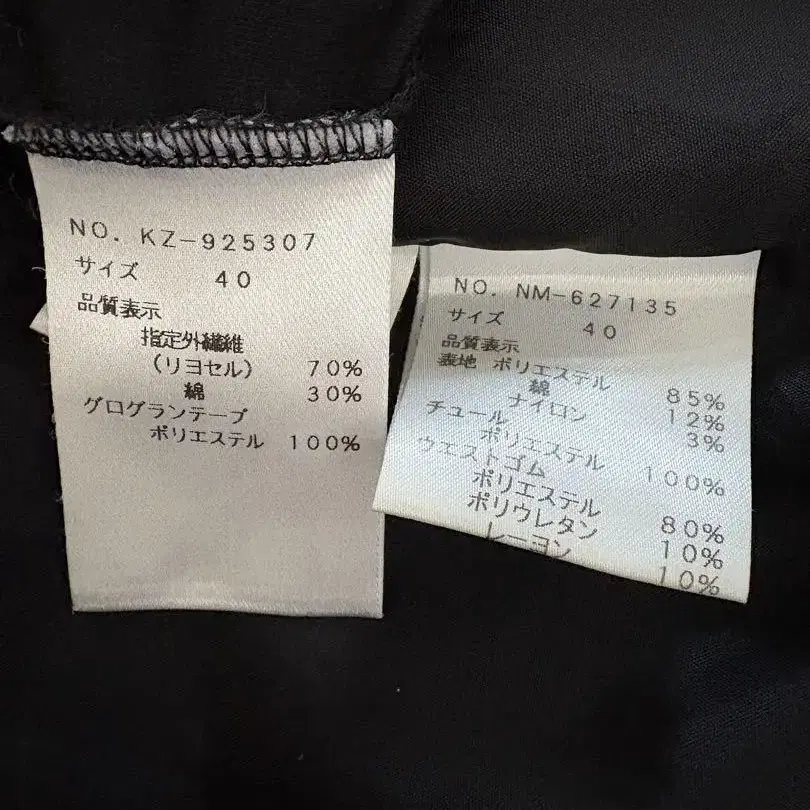 NO. KZ-925307
サイズ 40
品質表示
指定外繊維
(リヨセル) 70%
綿 30%
グログランテープ
ポリエステル 100%
NO. NM-627135
サイズ 40
品質表示
表地 ポリエステル 85%
綿 12%
ナイロン 3%
チュール
ポリエステル 100%
ウエストゴム
ポリエステル 80%
ポリウレタン 10%
レーヨン 10%